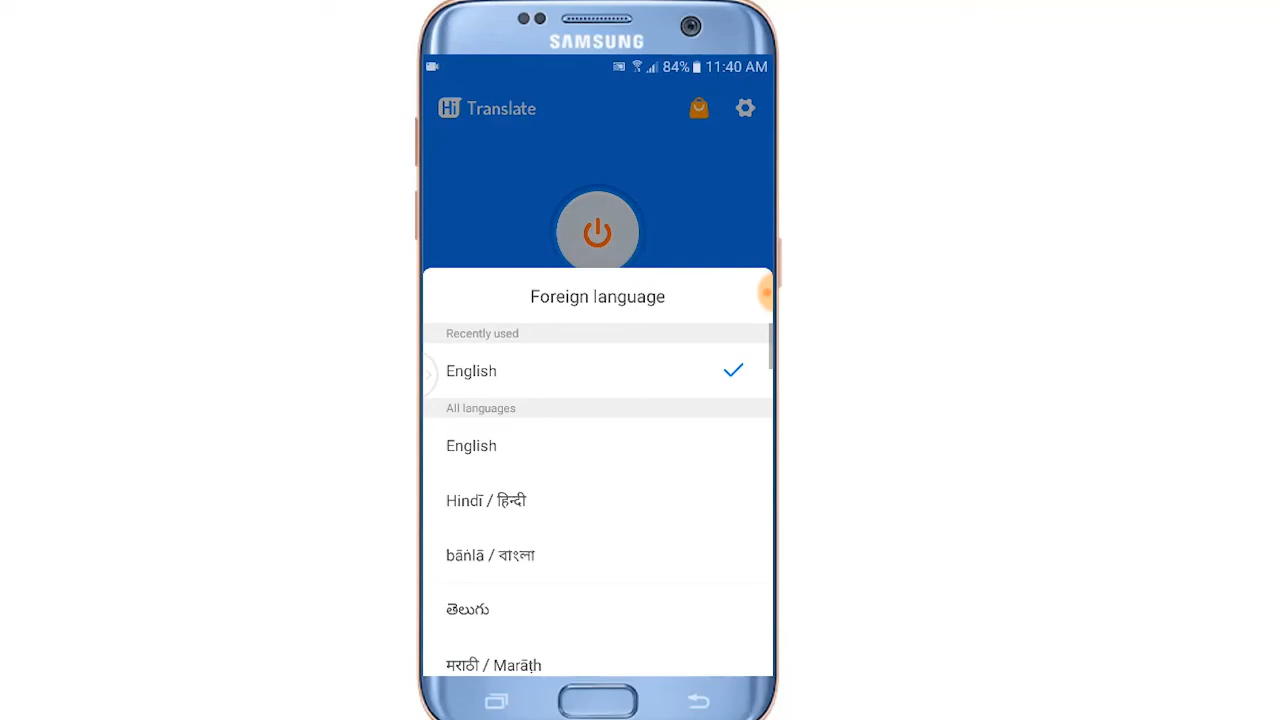 SAMSUNG
84% 11:40 AM
Hi Translate
Foreign language
Recently used
English
All languages
English
Hindī / हिन्दी
bāṅlā / বাংলা
తెలుగు
मराठी / Marāṭh